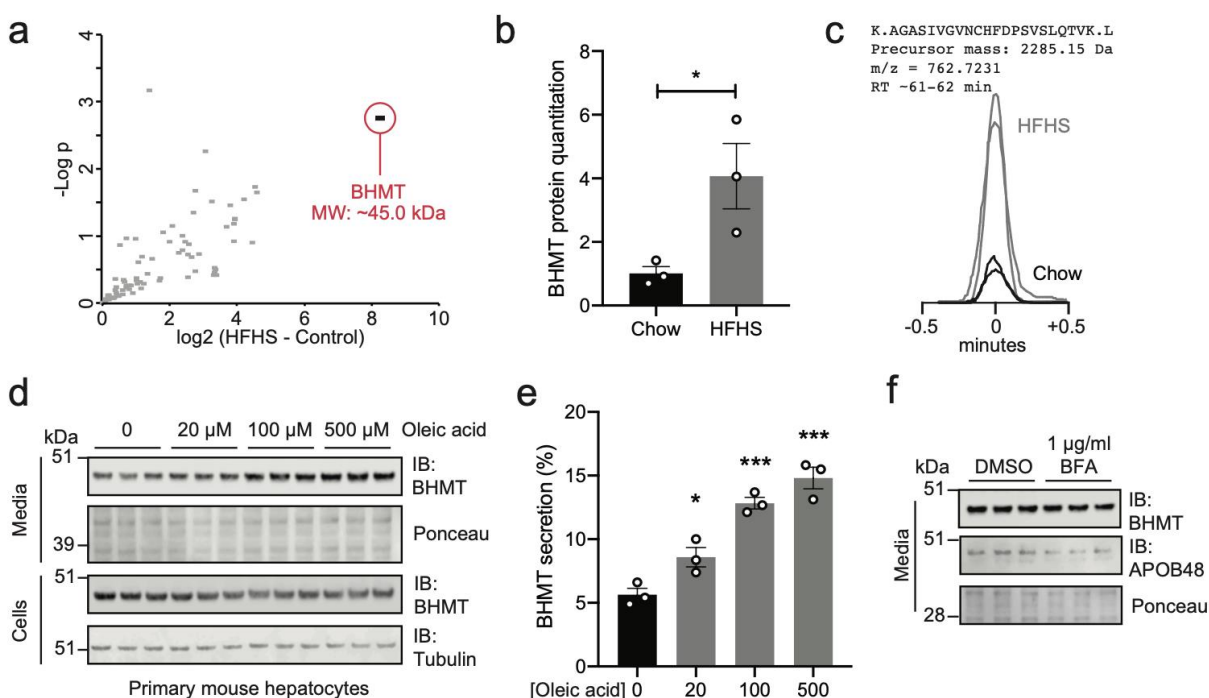 a
4
3
2
1
0
-Log p
0
2
4
6
8
10
log2 (HFHS - Control)
BHMT
MW: ~45.0 kDa
b
8
6
4
2
0
BHMT protein quantitation
*
Chow
HFHS
c
K.AGASIVGVNCHFDPSVSLQTVK.L
Precursor mass: 2285.15 Da
m/z = 762.7231
RT ~61-62 min
HFHS
Chow
-0.5
0
+0.5
minutes
d
kDa
0
20 μM
100 μM
500 μM
Oleic acid
Media
51
IB:
BHMT
39
Ponceau
Cells
51
IB:
BHMT
51
IB:
Tubulin
Primary mouse hepatocytes
e
20
15
10
5
0
BHMT secretion (%)
*
***
***
[Oleic acid]
0
20
100
500
f
kDa
DMSO
1 μg/ml
BFA
Media
51
IB:
BHMT
51
IB:
APOB48
28
Ponceau